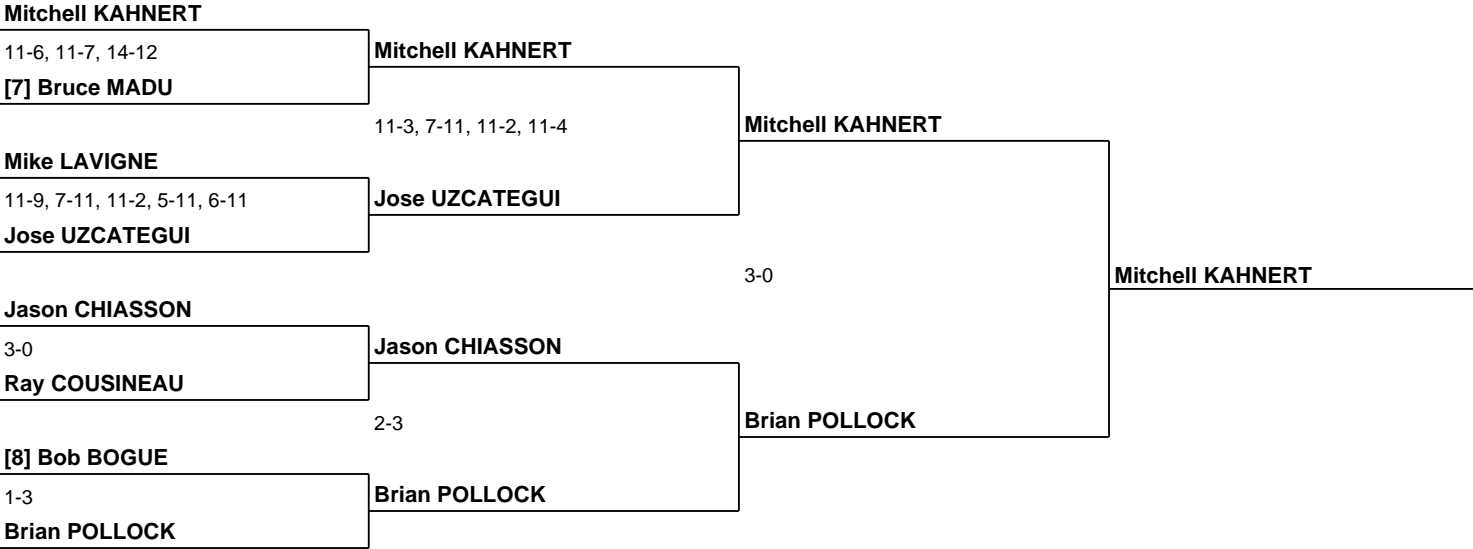 Mitchell KAHNERT
11-6, 11-7, 14-12
[7] Bruce MADU
Mitchell KAHNERT
11-3, 7-11, 11-2, 11-4
Mitchell KAHNERT
Mike LAVIGNE
11-9, 7-11, 11-2, 5-11, 6-11
Jose UZCATEGUI
Jose UZCATEGUI
3-0
Mitchell KAHNERT
Jason CHIASSON
3-0
Ray COUSINEAU
Jason CHIASSON
2-3
Brian POLLOCK
[8] Bob BOGUE
1-3
Brian POLLOCK
Brian POLLOCK